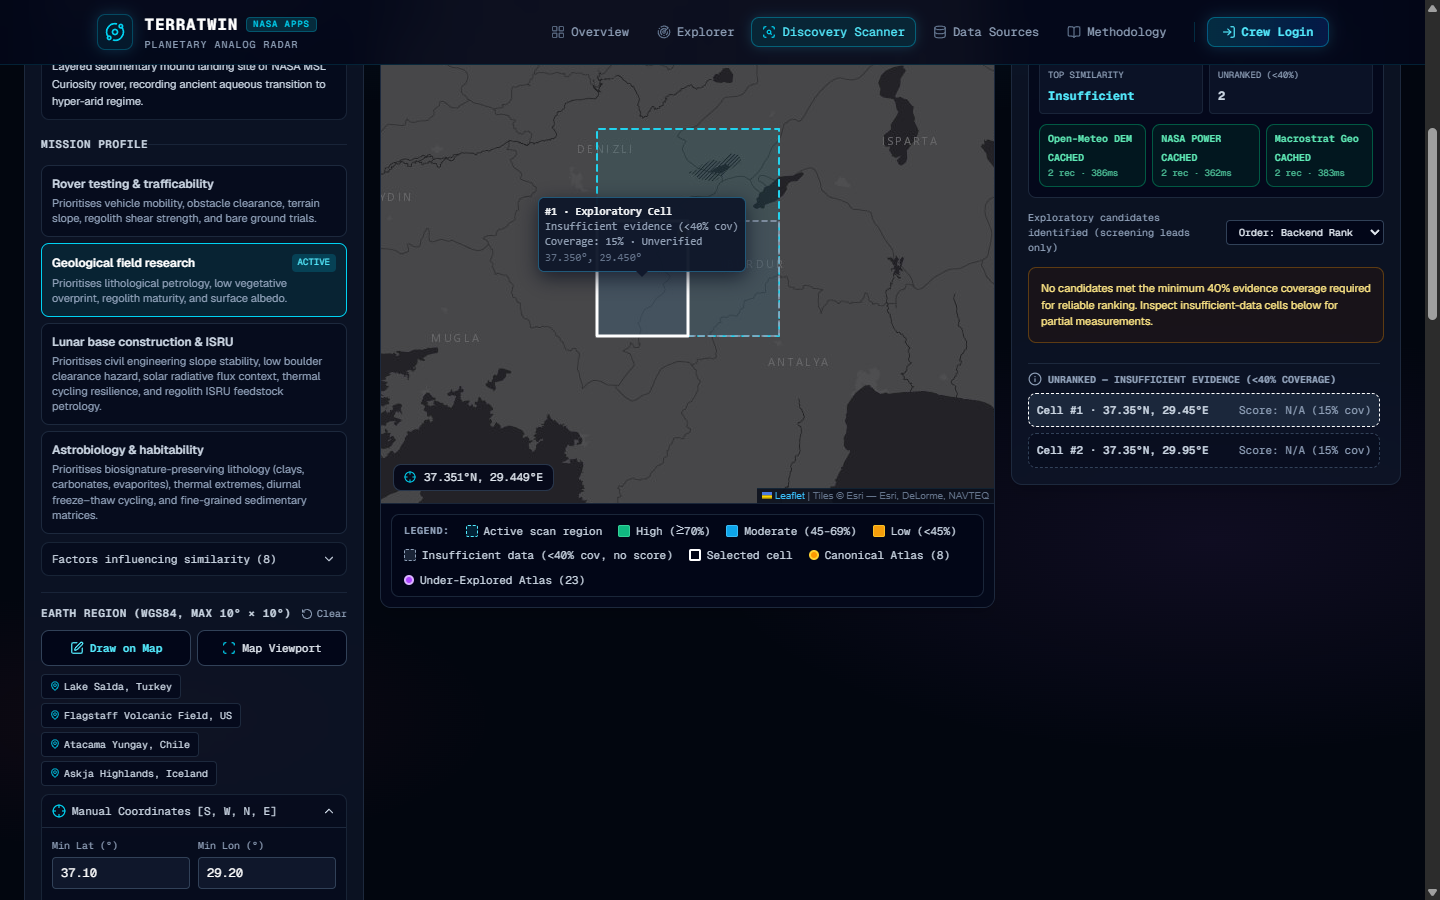 TERRATWIN NASA APPS
PLANETARY ANALOG RADAR
Overview
Explorer
Discovery Scanner
Data Sources
Methodology
Crew Login
Layered sedimentary mound landing site of NASA MSL
Curiosity rover, recording ancient aqueous transition to
hyper-arid regime.
MISSION PROFILE
Rover testing & trafficability
Prioritises vehicle mobility, obstacle clearance, terrain
slope, regolith shear strength, and bare ground trials.
Geological field research ACTIVE
Prioritises lithological petrology, low vegetative
overprint, regolith maturity, and surface albedo.
Lunar base construction & ISRU
Prioritises civil engineering slope stability, low boulder
clearance hazard, solar radiative flux context, thermal
cycling resilience, and regolith ISRU feedstock
petrology.
Astrobiology & habitability
Prioritises biosignature-preserving lithology (clays,
carbonates, evaporites), thermal extremes, diurnal
freeze–thaw cycling, and fine-grained sedimentary
matrices.
Factors influencing similarity (8)
EARTH REGION (WGS84, MAX 10° × 10°) Clear
Draw on Map
Map Viewport
Lake Salda, Turkey
Flagstaff Volcanic Field, US
Atacama Yungay, Chile
Askja Highlands, Iceland
Manual Coordinates [S, W, N, E]
Min Lat (°) Min Lon (°)
37.10 29.20
DENIZLI
ISPARTA
YDIN
#1 · Exploratory Cell
Insufficient evidence (<40% cov)
Coverage: 15% · Unverified
37.350°, 29.450°
RDU
MUGLA
ANTALYA
37.351°N, 29.449°E
Leaflet | Tiles © Esri — Esri, DeLorme, NAVTEQ
LEGEND: Active scan region High (≥70%) Moderate (45–69%) Low (<45%)
Insufficient data (<40% cov, no score) Selected cell Canonical Atlas (8)
Under-Explored Atlas (23)
TOP SIMILARITY
Insufficient
UNRANKED (<40%)
2
Open-Meteo DEM
CACHED
2 rec · 386ms
NASA POWER
CACHED
2 rec · 362ms
Macrostrat Geo
CACHED
2 rec · 383ms
Exploratory candidates
identified (screening leads
only)
Order: Backend Rank
No candidates met the minimum 40% evidence coverage required
for reliable ranking. Inspect insufficient-data cells below for
partial measurements.
UNRANKED — INSUFFICIENT EVIDENCE (<40% COVERAGE)
Cell #1 · 37.35°N, 29.45°E Score: N/A (15% cov)
Cell #2 · 37.35°N, 29.95°E Score: N/A (15% cov)